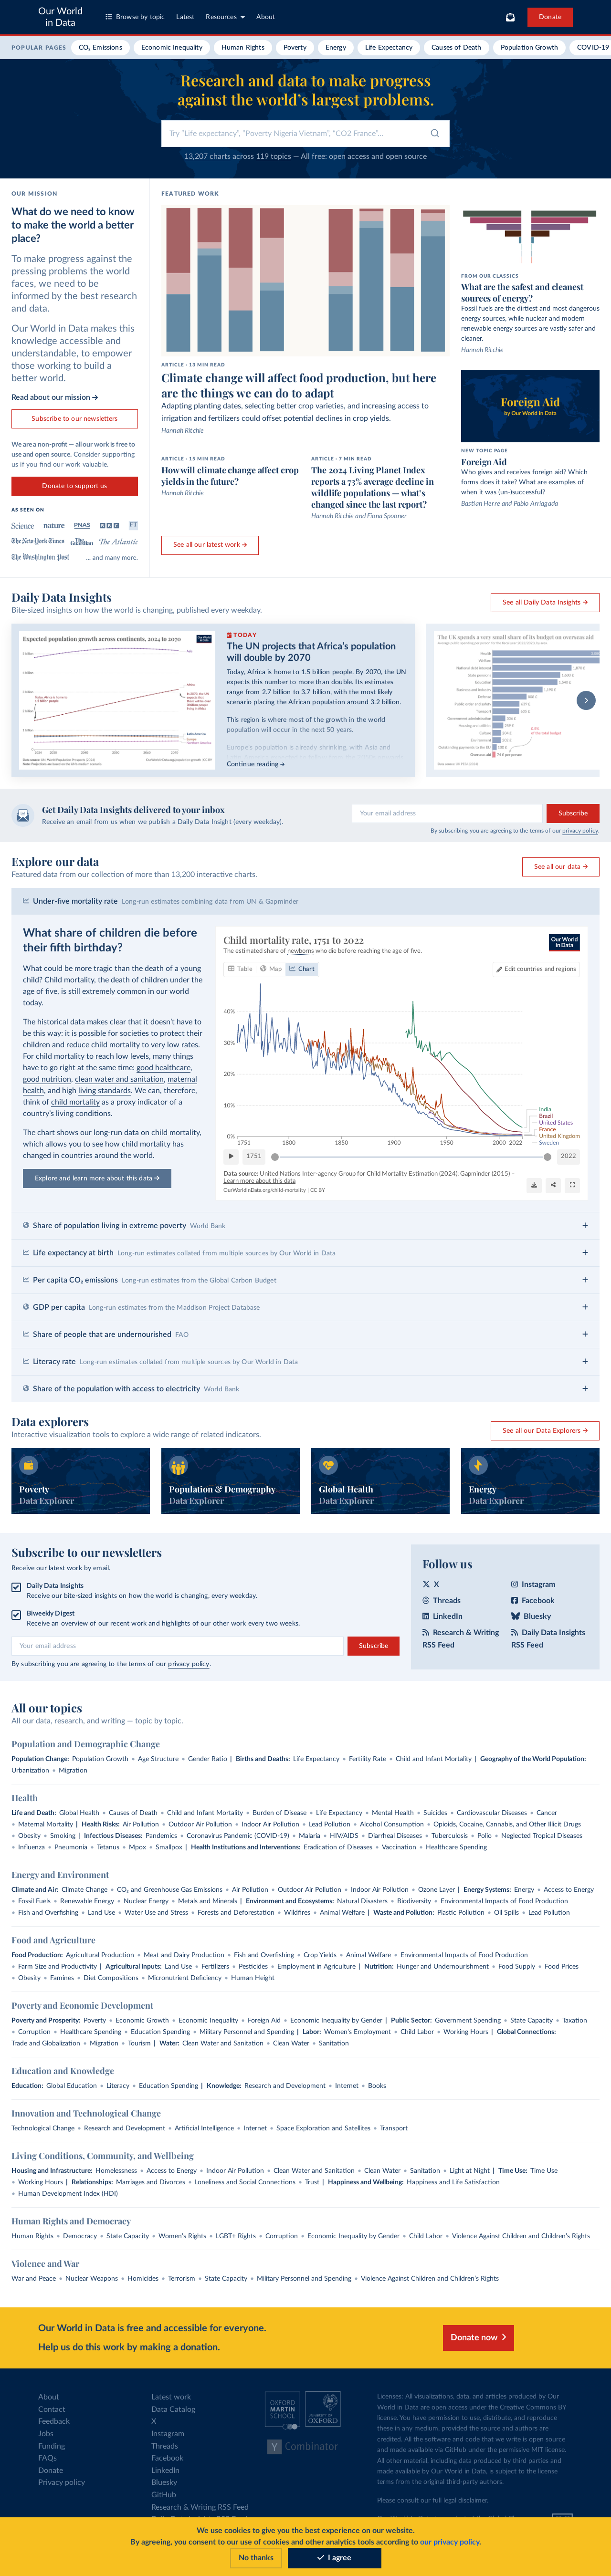 Our World
in Data
Browse by topic
Latest
Resources
About
Donate
POPULAR PAGES
CO₂ Emissions
Economic Inequality
Human Rights
Poverty
Energy
Life Expectancy
Causes of Death
Population Growth
COVID-19
Research and data to make progress
against the world's largest problems.
Try "Life expectancy", "Poverty Nigeria Vietnam", "CO2 France"...
13,207 charts across 119 topics — All free: open access and open source
OUR MISSION
What do we need to know
to make the world a better
place?
To make progress against the
pressing problems the world
faces, we need to be
informed by the best research
and data.
Our World in Data makes this
knowledge accessible and
understandable, to empower
those working to build a
better world.
Read about our mission →
Subscribe to our newsletters
We are a non-profit — all our work is free to
use and open source. Consider supporting
us if you find our work valuable.
Donate to support us
AS SEEN ON
Science
nature
PNAS
BBC
FT
The New York Times
The Guardian
The Atlantic
The Washington Post
... and many more.
FEATURED WORK
ARTICLE · 13 MIN READ
Climate change will affect food production, but here
are the things we can do to adapt
Adapting planting dates, selecting better crop varieties, and increasing access to
irrigation and fertilizers could offset potential declines in crop yields.
Hannah Ritchie
ARTICLE · 15 MIN READ
How will climate change affect crop
yields in the future?
Hannah Ritchie
ARTICLE · 7 MIN READ
The 2024 Living Planet Index
reports a 73% average decline in
wildlife populations — what's
changed since the last report?
Hannah Ritchie and Fiona Spooner
See all our latest work →
FROM OUR CLASSICS
What are the safest and cleanest
sources of energy?
Fossil fuels are the dirtiest and most dangerous
energy sources, while nuclear and modern
renewable energy sources are vastly safer and
cleaner.
Hannah Ritchie
Foreign Aid
by Our World in Data
NEW TOPIC PAGE
Foreign Aid
Who gives and receives foreign aid? Which
forms does it take? What are examples of
when it was (un-)successful?
Bastian Herre and Pablo Arriagada
Daily Data Insights
Bite-sized insights on how the world is changing, published every weekday.
See all Daily Data Insights →
Expected population growth across continents, 2024 to 2070
TODAY
The UN projects that Africa's population
will double by 2070
Today, Africa is home to 1.5 billion people. By 2070, the UN
expects this number to more than double. Its estimates
range from 2.7 billion to 3.7 billion, with the most likely
scenario placing the African population around 3.2 billion.
This region is where most of the growth in the world
population will occur in the next 50 years.
Europe's population is already shrinking, with Asia and
Continue reading →
The UK spends a very small share of its budget on overseas aid
Get Daily Data Insights delivered to your inbox
Receive an email from us when we publish a Daily Data Insight (every weekday).
Your email address
Subscribe
By subscribing you are agreeing to the terms of our privacy policy.
Explore our data
Featured data from our collection of more than 13,200 interactive charts.
See all our data →
Under-five mortality rate Long-run estimates combining data from UN & Gapminder
What share of children die before
their fifth birthday?
What could be more tragic than the death of a young
child? Child mortality, the death of children under the
age of five, is still extremely common in our world
today.
The historical data makes clear that it doesn't have to
be this way: it is possible for societies to protect their
children and reduce child mortality to very low rates.
For child mortality to reach low levels, many things
have to go right at the same time: good healthcare,
good nutrition, clean water and sanitation, maternal
health, and high living standards. We can, therefore,
think of child mortality as a proxy indicator of a
country's living conditions.
The chart shows our long-run data on child mortality,
which allows you to see how child mortality has
changed in countries around the world.
Explore and learn more about this data →
Child mortality rate, 1751 to 2022
The estimated share of newborns who die before reaching the age of five.
Our World
in Data
Table
Map
Chart
Edit countries and regions
40%
30%
20%
10%
0%
1751
1800
1850
1900
1950
2000
2022
India
Brazil
United States
France
United Kingdom
Sweden
1751
2022
Data source: United Nations Inter-agency Group for Child Mortality Estimation (2024); Gapminder (2015) –
Learn more about this data
OurWorldinData.org/child-mortality | CC BY
Share of population living in extreme poverty World Bank
Life expectancy at birth Long-run estimates collated from multiple sources by Our World in Data
Per capita CO₂ emissions Long-run estimates from the Global Carbon Budget
GDP per capita Long-run estimates from the Maddison Project Database
Share of people that are undernourished FAO
Literacy rate Long-run estimates collated from multiple sources by Our World in Data
Share of the population with access to electricity World Bank
Data explorers
Interactive visualization tools to explore a wide range of related indicators.
See all our Data Explorers →
Poverty
Data Explorer
Population & Demography
Data Explorer
Global Health
Data Explorer
Energy
Data Explorer
Subscribe to our newsletters
Receive our latest work by email.
Daily Data Insights
Receive our bite-sized insights on how the world is changing, every weekday.
Biweekly Digest
Receive an overview of our recent work and highlights of our other work every two weeks.
Your email address
Subscribe
By subscribing you are agreeing to the terms of our privacy policy.
Follow us
X
Instagram
Threads
Facebook
LinkedIn
Bluesky
Research & Writing
RSS Feed
Daily Data Insights
RSS Feed
All our topics
All our data, research, and writing — topic by topic.
Population and Demographic Change
Population Change: Population Growth • Age Structure • Gender Ratio | Births and Deaths: Life Expectancy • Fertility Rate • Child and Infant Mortality | Geography of the World Population:
Urbanization • Migration
Health
Life and Death: Global Health • Causes of Death • Child and Infant Mortality • Burden of Disease • Life Expectancy • Mental Health • Suicides • Cardiovascular Diseases • Cancer
• Maternal Mortality | Health Risks: Air Pollution • Outdoor Air Pollution • Indoor Air Pollution • Lead Pollution • Alcohol Consumption • Opioids, Cocaine, Cannabis, and Other Illicit Drugs
• Obesity • Smoking | Infectious Diseases: Pandemics • Coronavirus Pandemic (COVID-19) • Malaria • HIV/AIDS • Diarrheal Diseases • Tuberculosis • Polio • Neglected Tropical Diseases
• Influenza • Pneumonia • Tetanus • Mpox • Smallpox | Health Institutions and Interventions: Eradication of Diseases • Vaccination • Healthcare Spending
Energy and Environment
Climate and Air: Climate Change • CO₂ and Greenhouse Gas Emissions • Air Pollution • Outdoor Air Pollution • Indoor Air Pollution • Ozone Layer | Energy Systems: Energy • Access to Energy
• Fossil Fuels • Renewable Energy • Nuclear Energy • Metals and Minerals | Environment and Ecosystems: Natural Disasters • Biodiversity • Environmental Impacts of Food Production
• Fish and Overfishing • Land Use • Water Use and Stress • Forests and Deforestation • Wildfires • Animal Welfare | Waste and Pollution: Plastic Pollution • Oil Spills • Lead Pollution
Food and Agriculture
Food Production: Agricultural Production • Meat and Dairy Production • Fish and Overfishing • Crop Yields • Animal Welfare • Environmental Impacts of Food Production
• Farm Size and Productivity | Agricultural Inputs: Land Use • Fertilizers • Pesticides • Employment in Agriculture | Nutrition: Hunger and Undernourishment • Food Supply • Food Prices
• Obesity • Famines • Diet Compositions • Micronutrient Deficiency • Human Height
Poverty and Economic Development
Poverty and Prosperity: Poverty • Economic Growth • Economic Inequality • Foreign Aid • Economic Inequality by Gender | Public Sector: Government Spending • State Capacity • Taxation
• Corruption • Healthcare Spending • Education Spending • Military Personnel and Spending | Labor: Women's Employment • Child Labor • Working Hours | Global Connections:
Trade and Globalization • Migration • Tourism | Water: Clean Water and Sanitation • Clean Water • Sanitation
Education and Knowledge
Education: Global Education • Literacy • Education Spending | Knowledge: Research and Development • Internet • Books
Innovation and Technological Change
Technological Change • Research and Development • Artificial Intelligence • Internet • Space Exploration and Satellites • Transport
Living Conditions, Community, and Wellbeing
Housing and Infrastructure: Homelessness • Access to Energy • Indoor Air Pollution • Clean Water and Sanitation • Clean Water • Sanitation • Light at Night | Time Use: Time Use
• Working Hours | Relationships: Marriages and Divorces • Loneliness and Social Connections • Trust | Happiness and Wellbeing: Happiness and Life Satisfaction
• Human Development Index (HDI)
Human Rights and Democracy
Human Rights • Democracy • State Capacity • Women's Rights • LGBT+ Rights • Corruption • Economic Inequality by Gender • Child Labor • Violence Against Children and Children's Rights
Violence and War
War and Peace • Nuclear Weapons • Homicides • Terrorism • State Capacity • Military Personnel and Spending • Violence Against Children and Children's Rights
Our World in Data is free and accessible for everyone.
Help us do this work by making a donation.
Donate now
About
Contact
Feedback
Jobs
Funding
FAQs
Donate
Privacy policy
Latest work
Data Catalog
X
Instagram
Threads
Facebook
LinkedIn
Bluesky
GitHub
Research & Writing RSS Feed
OXFORD
MARTIN
SCHOOL
UNIVERSITY OF
OXFORD
Y Combinator
Licenses: All visualizations, data, and articles produced by Our
World in Data are open access under the Creative Commons BY
license. You have permission to use, distribute, and reproduce
these in any medium, provided the source and authors are
credited. All the software and code that we write is open source
and made available via GitHub under the permissive MIT license.
All other material, including data produced by third parties and
made available by Our World in Data, is subject to the license
terms from the original third-party authors.
Please consult our full legal disclaimer.
We use cookies to give you the best experience on our website.
By agreeing, you consent to our use of cookies and other analytics tools according to our privacy policy.
No thanks
I agree